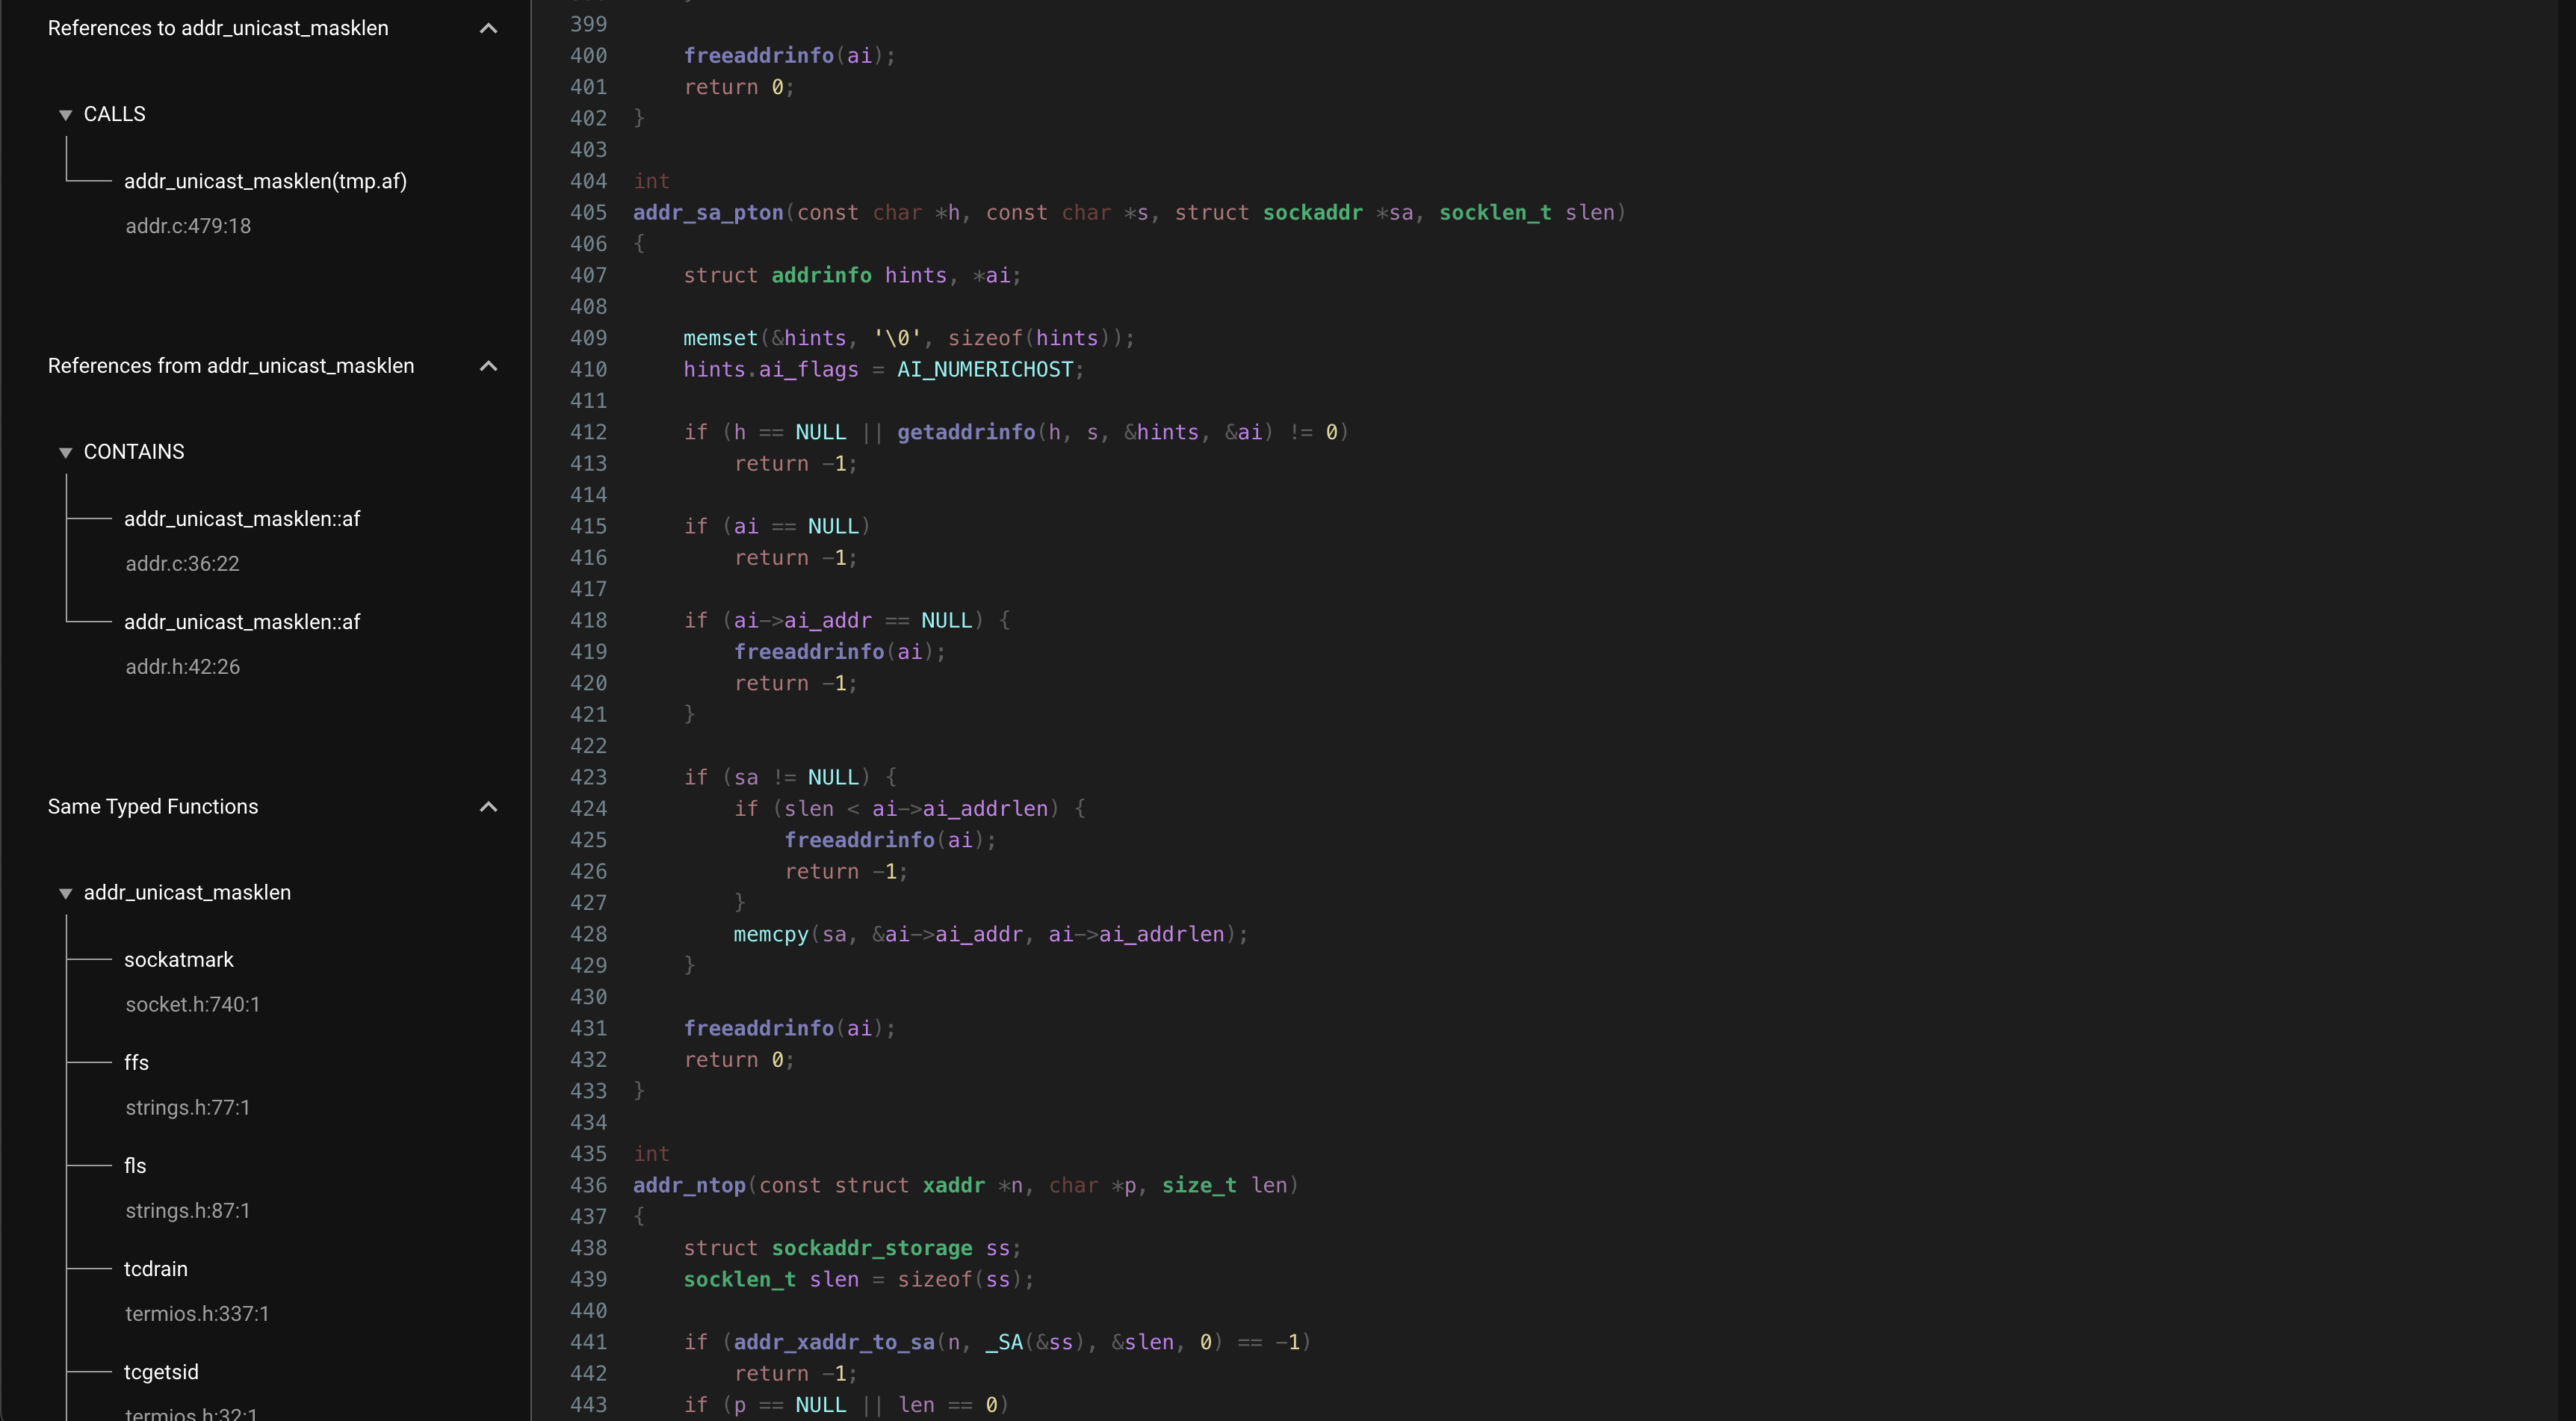 References to addr_unicast_masklen
CALLS
addr_unicast_masklen(tmp.af)
addr.c:479:18
References from addr_unicast_masklen
CONTAINS
addr_unicast_masklen::af
addr.c:36:22
addr_unicast_masklen::af
addr.h:42:26
Same Typed Functions
addr_unicast_masklen
sockatmark
socket.h:740:1
ffs
strings.h:77:1
fls
strings.h:87:1
tcdrain
termios.h:337:1
tcgetsid
termios.h:32:1
399
400     freeaddrinfo(ai);
401     return 0;
402 }
403
404 int
405 addr_sa_pton(const char *h, const char *s, struct sockaddr *sa, socklen_t slen)
406 {
407     struct addrinfo hints, *ai;
408
409     memset(&hints, '\0', sizeof(hints));
410     hints.ai_flags = AI_NUMERICHOST;
411
412     if (h == NULL || getaddrinfo(h, s, &hints, &ai) != 0)
413         return -1;
414
415     if (ai == NULL)
416         return -1;
417
418     if (ai->ai_addr == NULL) {
419         freeaddrinfo(ai);
420         return -1;
421     }
422
423     if (sa != NULL) {
424         if (slen < ai->ai_addrlen) {
425             freeaddrinfo(ai);
426             return -1;
427         }
428         memcpy(sa, &ai->ai_addr, ai->ai_addrlen);
429     }
430
431     freeaddrinfo(ai);
432     return 0;
433 }
434
435 int
436 addr_ntop(const struct xaddr *n, char *p, size_t len)
437 {
438     struct sockaddr_storage ss;
439     socklen_t slen = sizeof(ss);
440
441     if (addr_xaddr_to_sa(n, _SA(&ss), &slen, 0) == -1)
442         return -1;
443     if (p == NULL || len == 0)